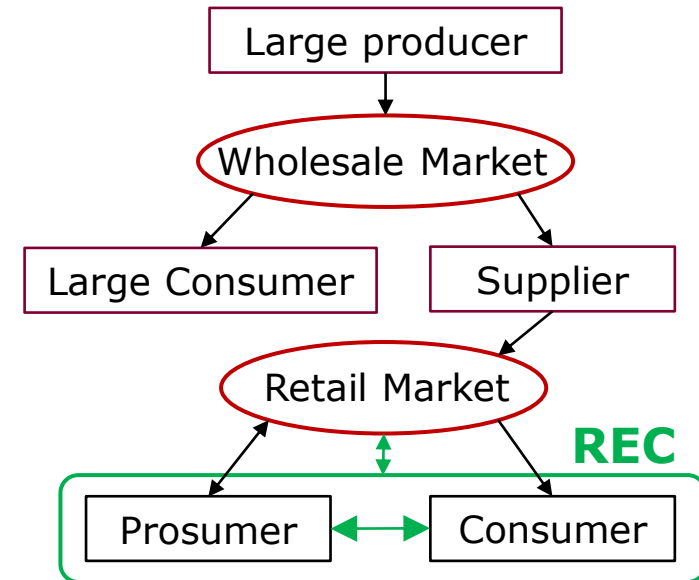 Large producer
Wholesale Market
Large Consumer
Supplier
Retail Market
REC
Prosumer
Consumer